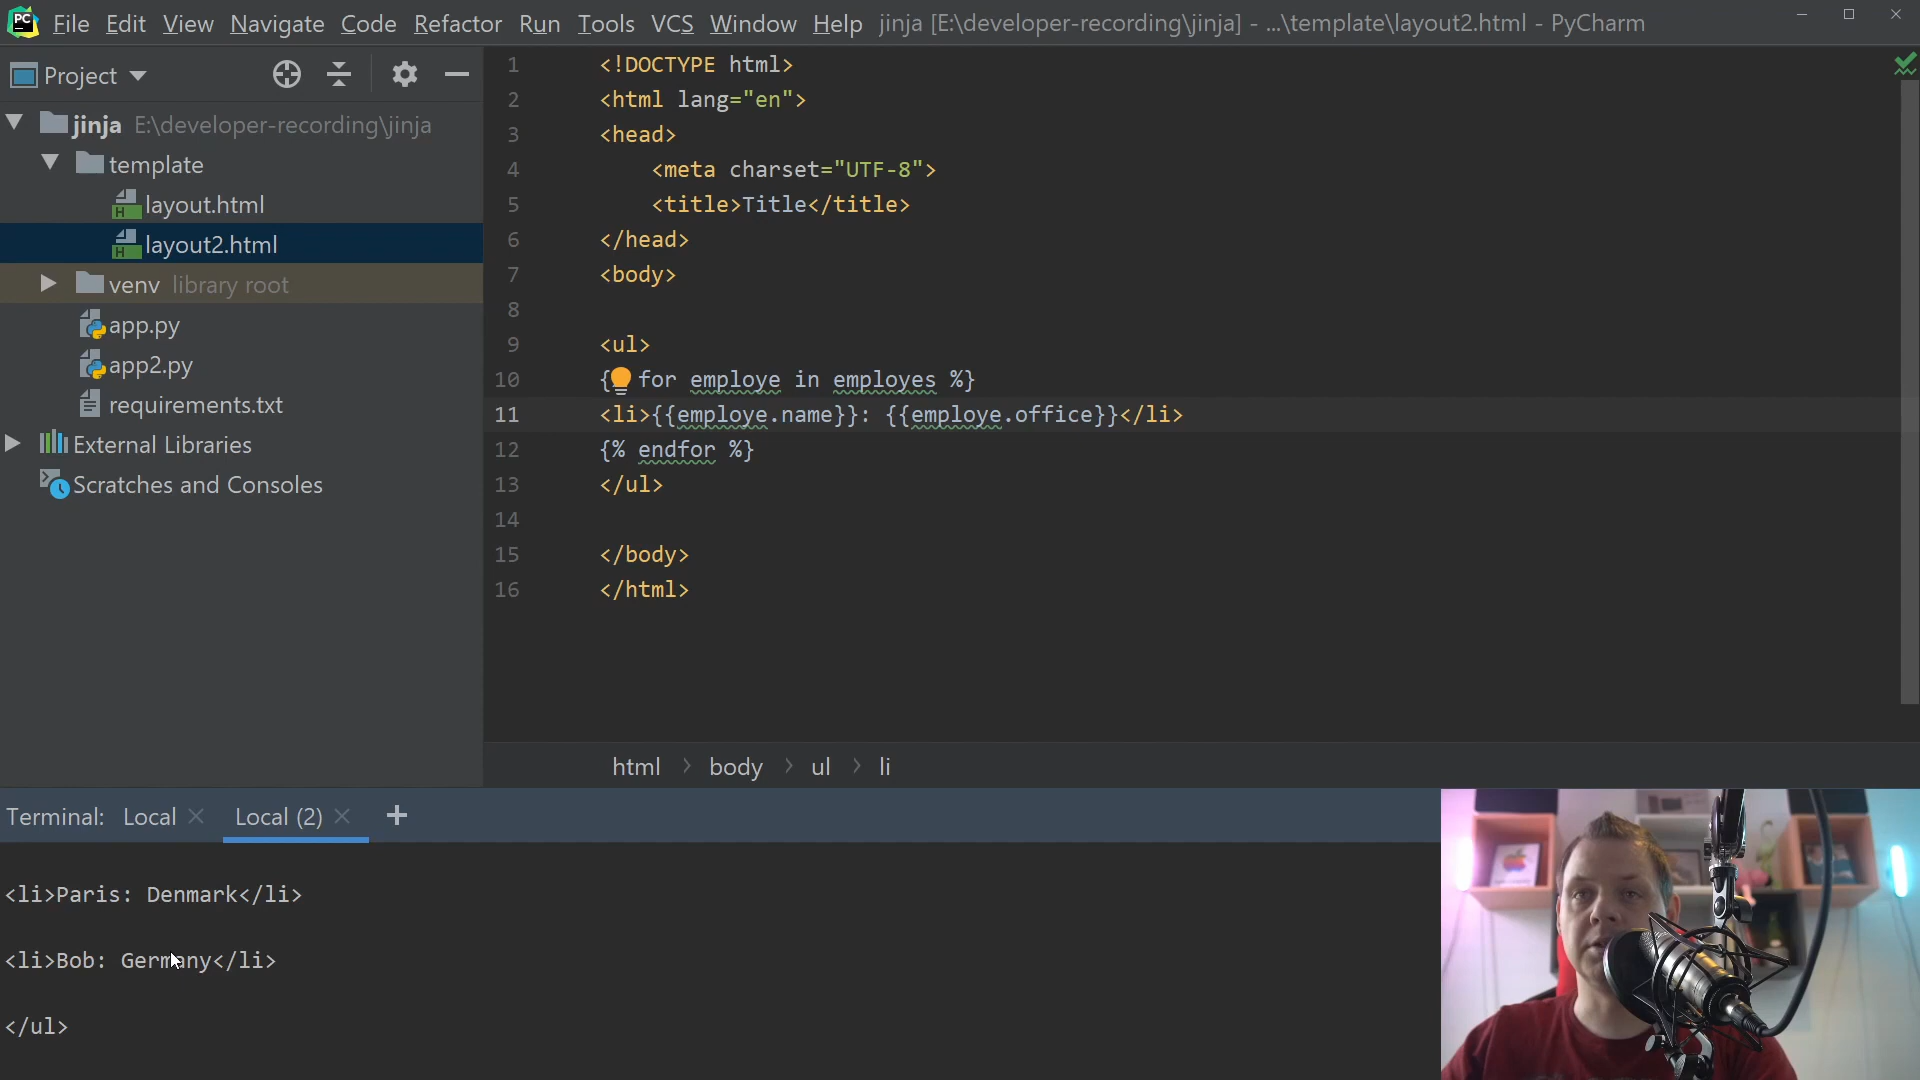 PC File Edit View Navigate Code Refactor Run Tools VCS Window Help jinja [E:\developer-recording\jinja] - ...\template\layout2.html - PyCharm
Project
jinja E:\developer-recording\jinja
template
layout.html
layout2.html
venv library root
app.py
app2.py
requirements.txt
External Libraries
Scratches and Consoles
1 <!DOCTYPE html>
2 <html lang="en">
3 <head>
4 <meta charset="UTF-8">
5 <title>Title</title>
6 </head>
7 <body>
8
9 <ul>
10 { for employe in employes %}
11 <li>{{employe.name}}: {{employe.office}}</li>
12 {% endfor %}
13 </ul>
14
15 </body>
16 </html>
html > body > ul > li
Terminal: Local × Local (2) × +
<li>Paris: Denmark</li>
<li>Bob: Germany</li>
</ul>